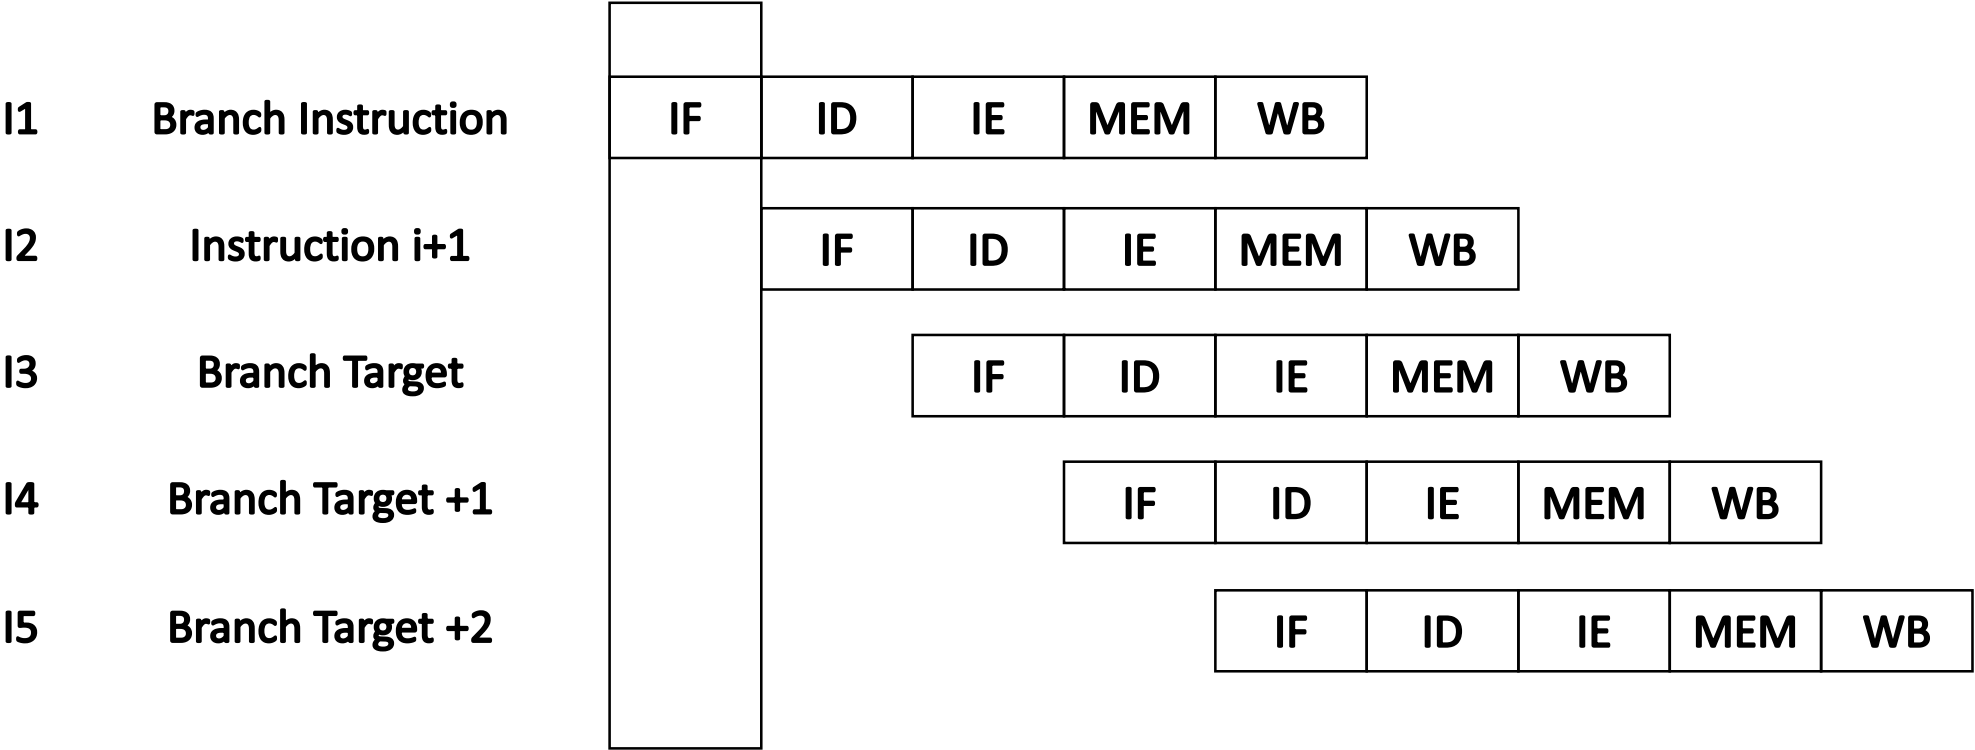 I1 Branch Instruction IF ID IE MEM WB
I2 Instruction i+1 IF ID IE MEM WB
I3 Branch Target IF ID IE MEM WB
I4 Branch Target +1 IF ID IE MEM WB
I5 Branch Target +2 IF ID IE MEM WB